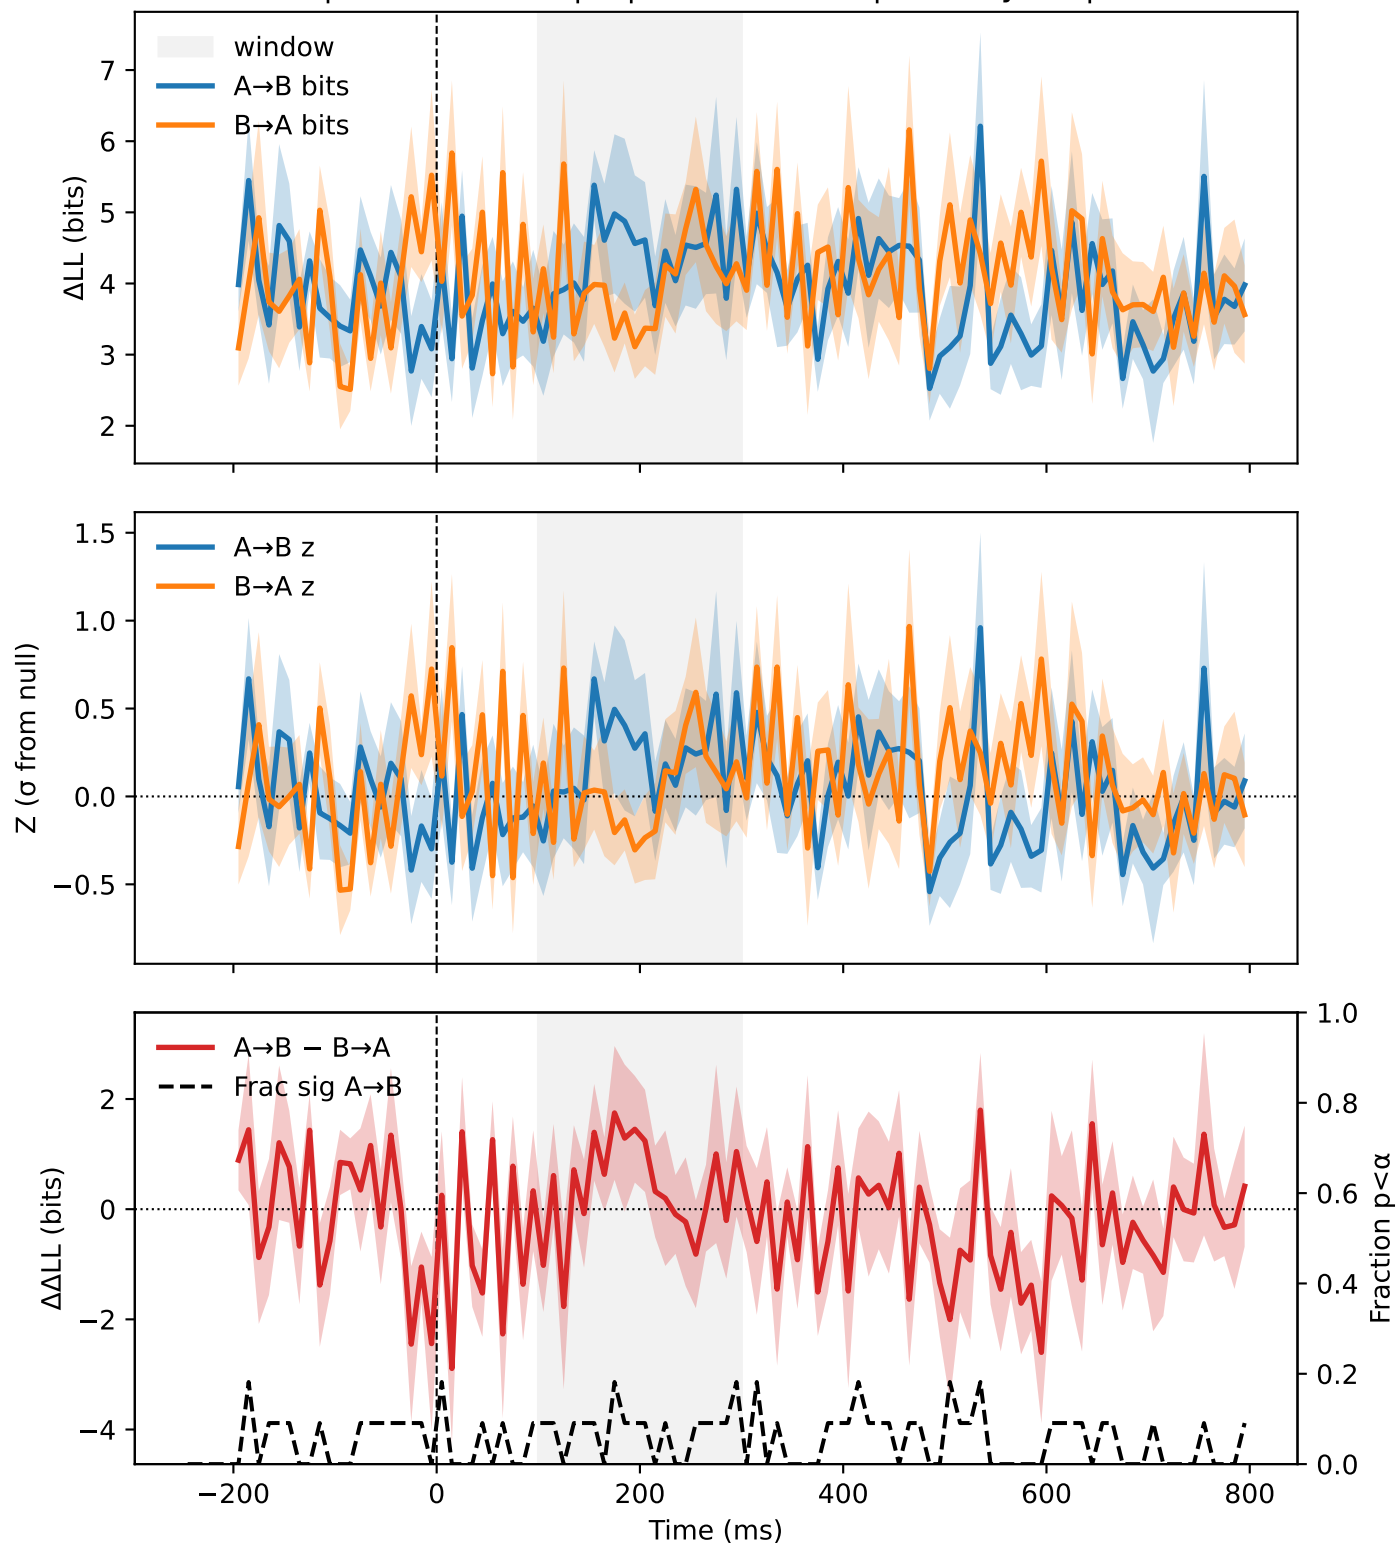 window
A→B bits
B→A bits
ΔLL (bits)
7
6
5
4
3
2
A→B z
B→A z
Z (σ from null)
1.5
1.0
0.5
0.0
−0.5
A→B − B→A
Frac sig A→B
ΔΔLL (bits)
2
0
−2
−4
1.0
0.8
0.6
0.4
0.2
0.0
Fraction p<α
−200
0
200
400
600
800
Time (ms)